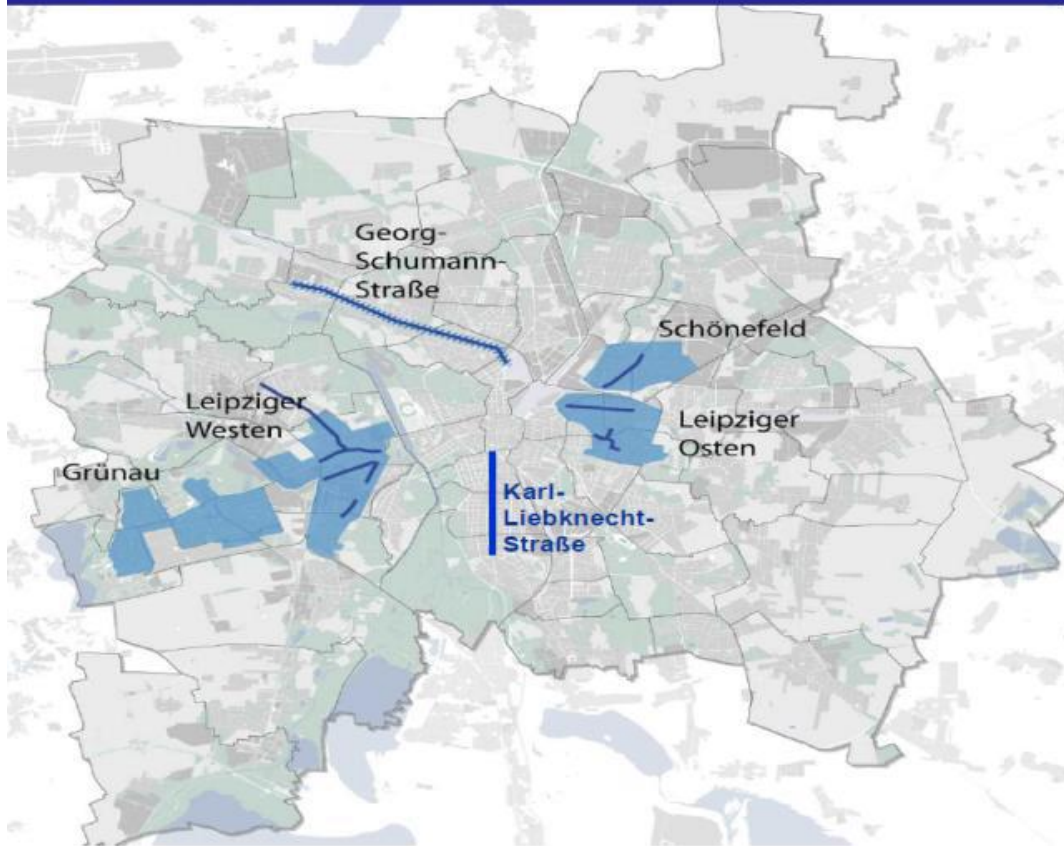 Georg-
Schumann-
Straße
Schönefeld
Leipziger
Westen
Leipziger
Osten
Grünau
Karl-
Liebknecht-
Straße